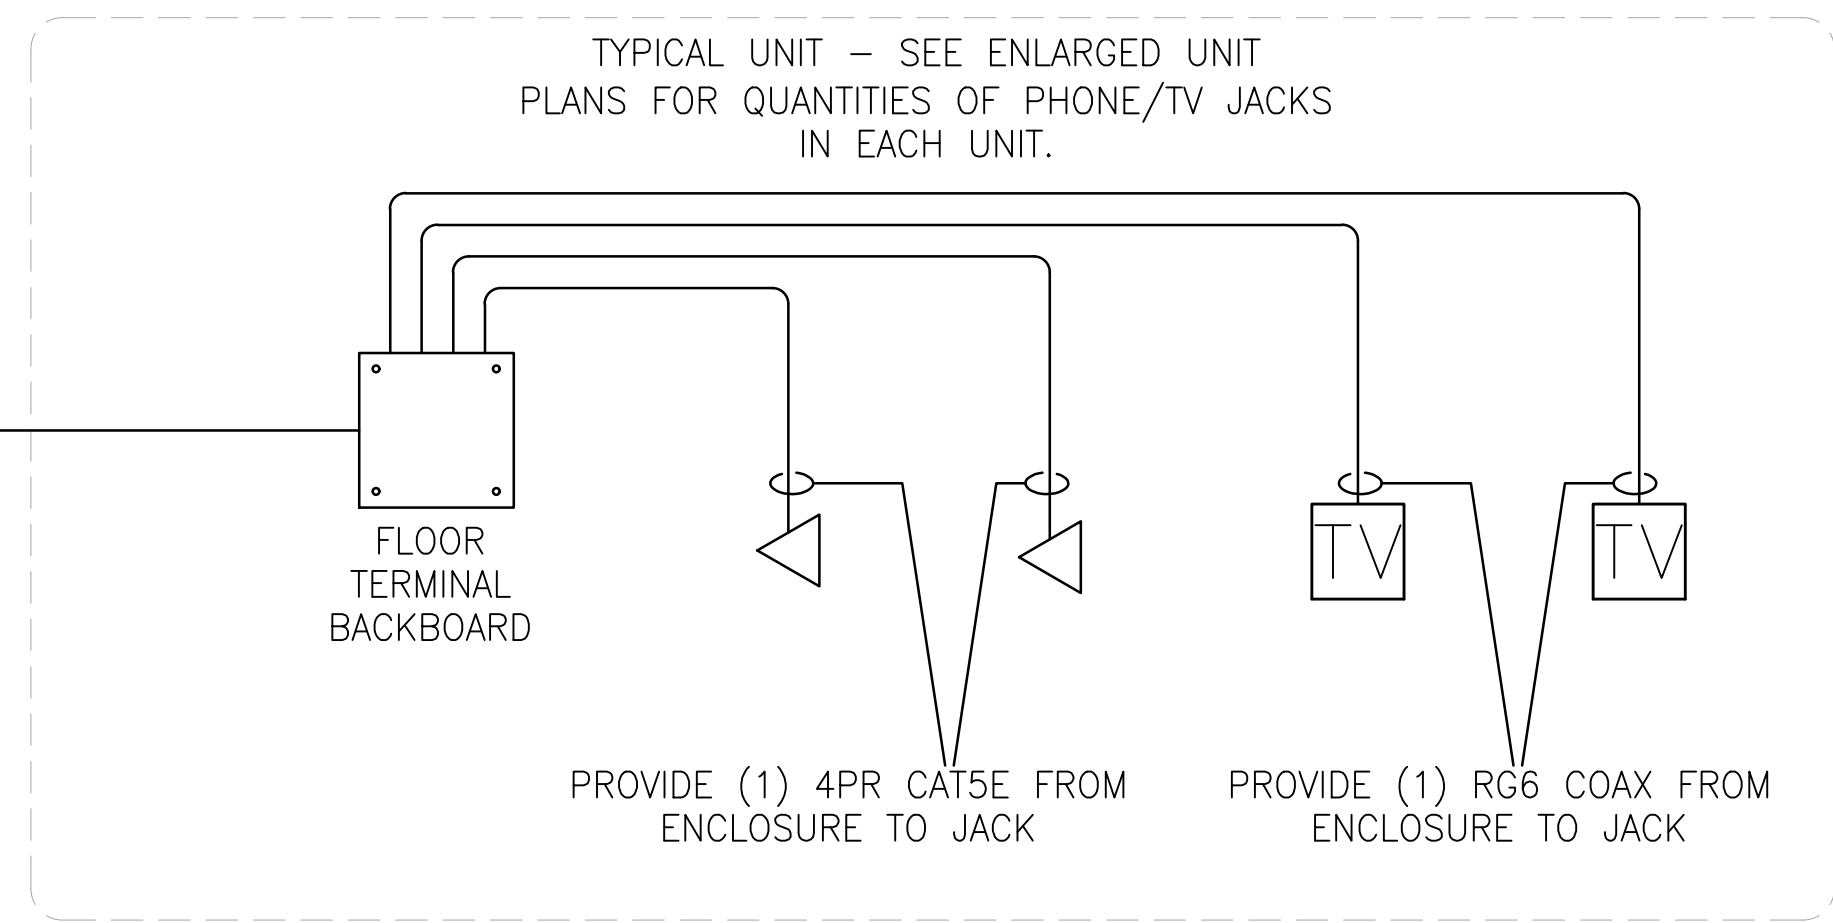 TYPICAL UNIT – SEE ENLARGED UNIT
PLANS FOR QUANTITIES OF PHONE/TV JACKS
IN EACH UNIT.
TV
TV
FLOOR
TERMINAL
BACKBOARD
PROVIDE (1) 4PR CAT5E FROM
ENCLOSURE TO JACK
PROVIDE (1) RG6 COAX FROM
ENCLOSURE TO JACK